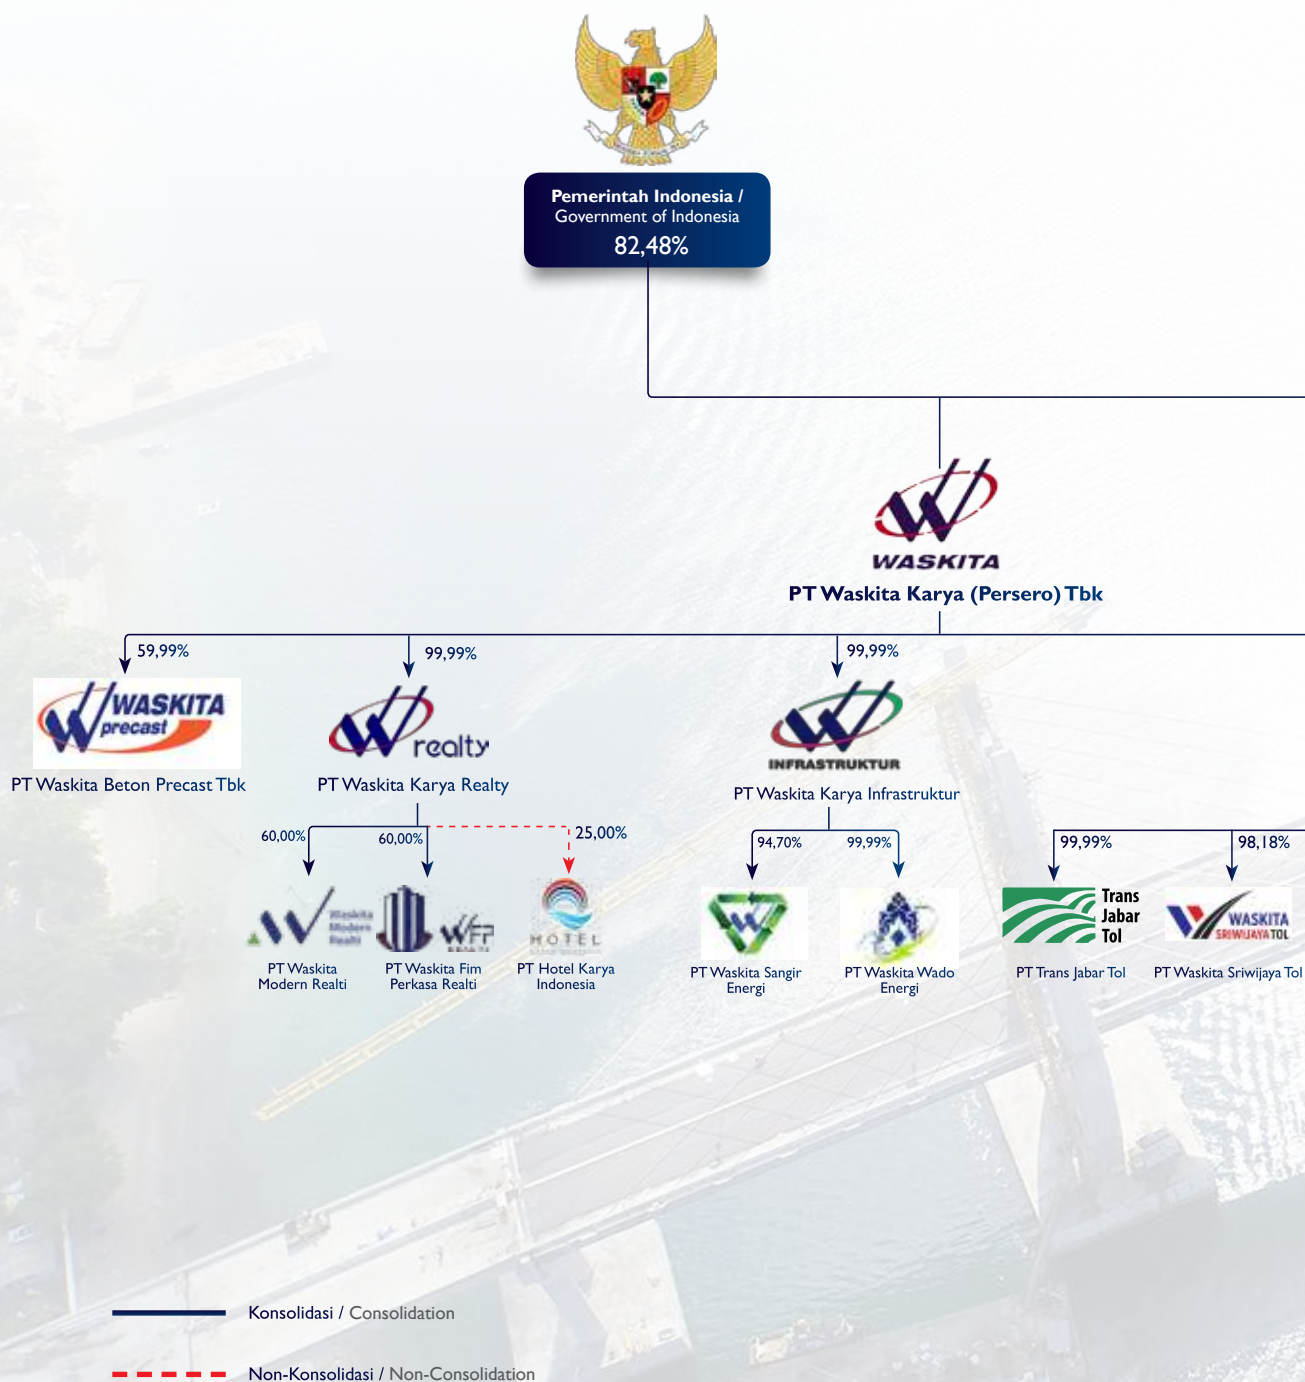 Pemerintah Indonesia /
Government of Indonesia
82,48%
WASKITA
PT Waskita Karya (Persero) Tbk
59,99%
99,99%
99,99%
WASKITA
precast
realty
INFRASTRUKTUR
PT Waskita Beton Precast Tbk
PT Waskita Karya Realty
PT Waskita Karya Infrastruktur
60,00%
60,00%
25,00%
94,70%
99,99%
99,99%
98,18%
Waskita
Modern
Realti
WFP
HOTEL
Trans
Jabar
Tol
WASKITA
SRIWIJAYA TOL
PT Waskita
Modern Realti
PT Waskita Fim
Perkasa Realti
PT Hotel Karya
Indonesia
PT Waskita Sangir
Energi
PT Waskita Wado
Energi
PT Trans Jabar Tol
PT Waskita Sriwijaya Tol
Konsolidasi / Consolidation
Non-Konsolidasi / Non-Consolidation